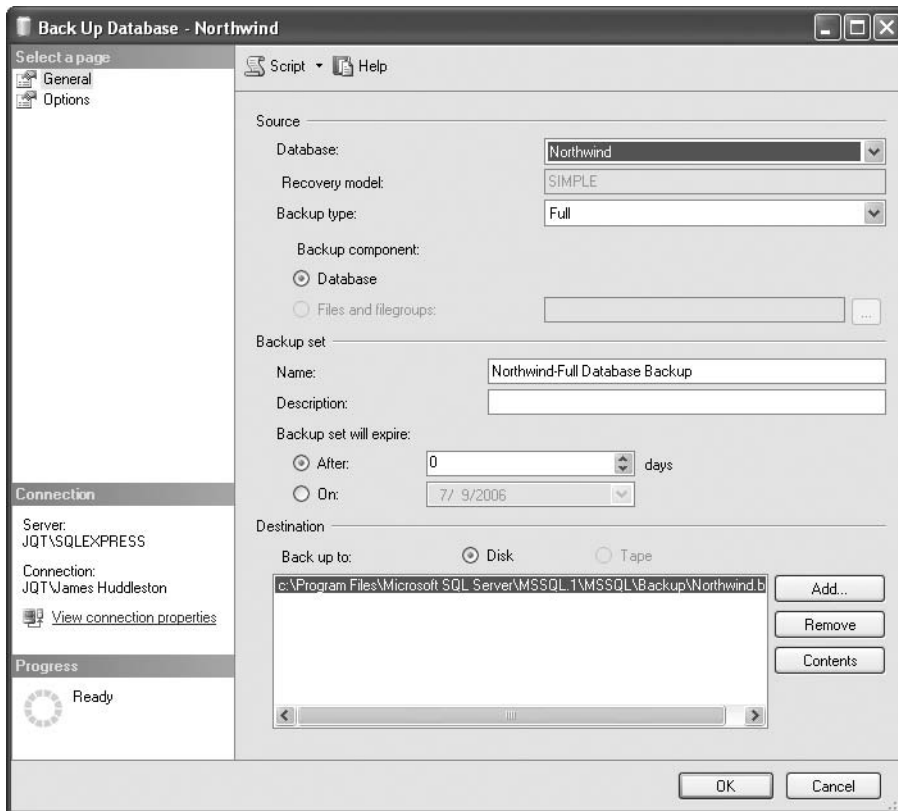 Back Up Database - Northwind
Select a page
General
Options
Script
Help
Source
Database:
Northwind
Recovery model:
SIMPLE
Backup type:
Full
Backup component:
Database
Files and filegroups:
...
Backup set
Name:
Northwind-Full Database Backup
Description:
Backup set will expire:
After:
0
days
On:
7/ 9/2006
Destination
Back up to:
Disk
Tape
c:\Program Files\Microsoft SQL Server\MSSQL.1\MSSQL\Backup\Northwind.b
Add...
Remove
Contents
Connection
Server:
JQT\SQLEXPRESS
Connection:
JQT\James Huddleston
View connection properties
Progress
Ready
OK
Cancel